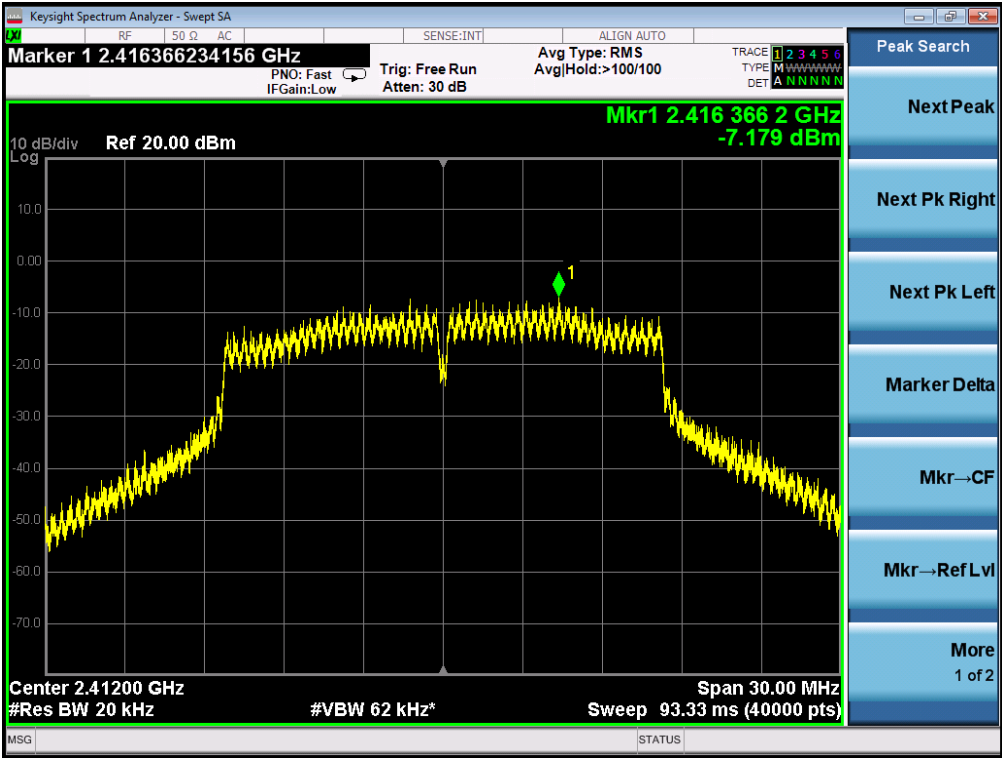 Keysight Spectrum Analyzer - Swept SA
LXI RF 50 Ω AC SENSE:INT ALIGN AUTO
Marker 1 2.416366234156 GHz
PNO: Fast
IFGain:Low
Trig: Free Run
Atten: 30 dB
Avg Type: RMS
Avg|Hold:>100/100
TRACE 1 2 3 4 5 6
TYPE M WWWWW
DET A N N N N N
Mkr1 2.416 366 2 GHz
-7.179 dBm
10 dB/div Ref 20.00 dBm
Log
10.0
0.00
-10.0
-20.0
-30.0
-40.0
-50.0
-60.0
-70.0
1
Center 2.41200 GHz Span 30.00 MHz
#Res BW 20 kHz #VBW 62 kHz* Sweep 93.33 ms (40000 pts)
MSG STATUS
Peak Search
Next Peak
Next Pk Right
Next Pk Left
Marker Delta
Mkr→CF
Mkr→Ref Lvl
More
1 of 2